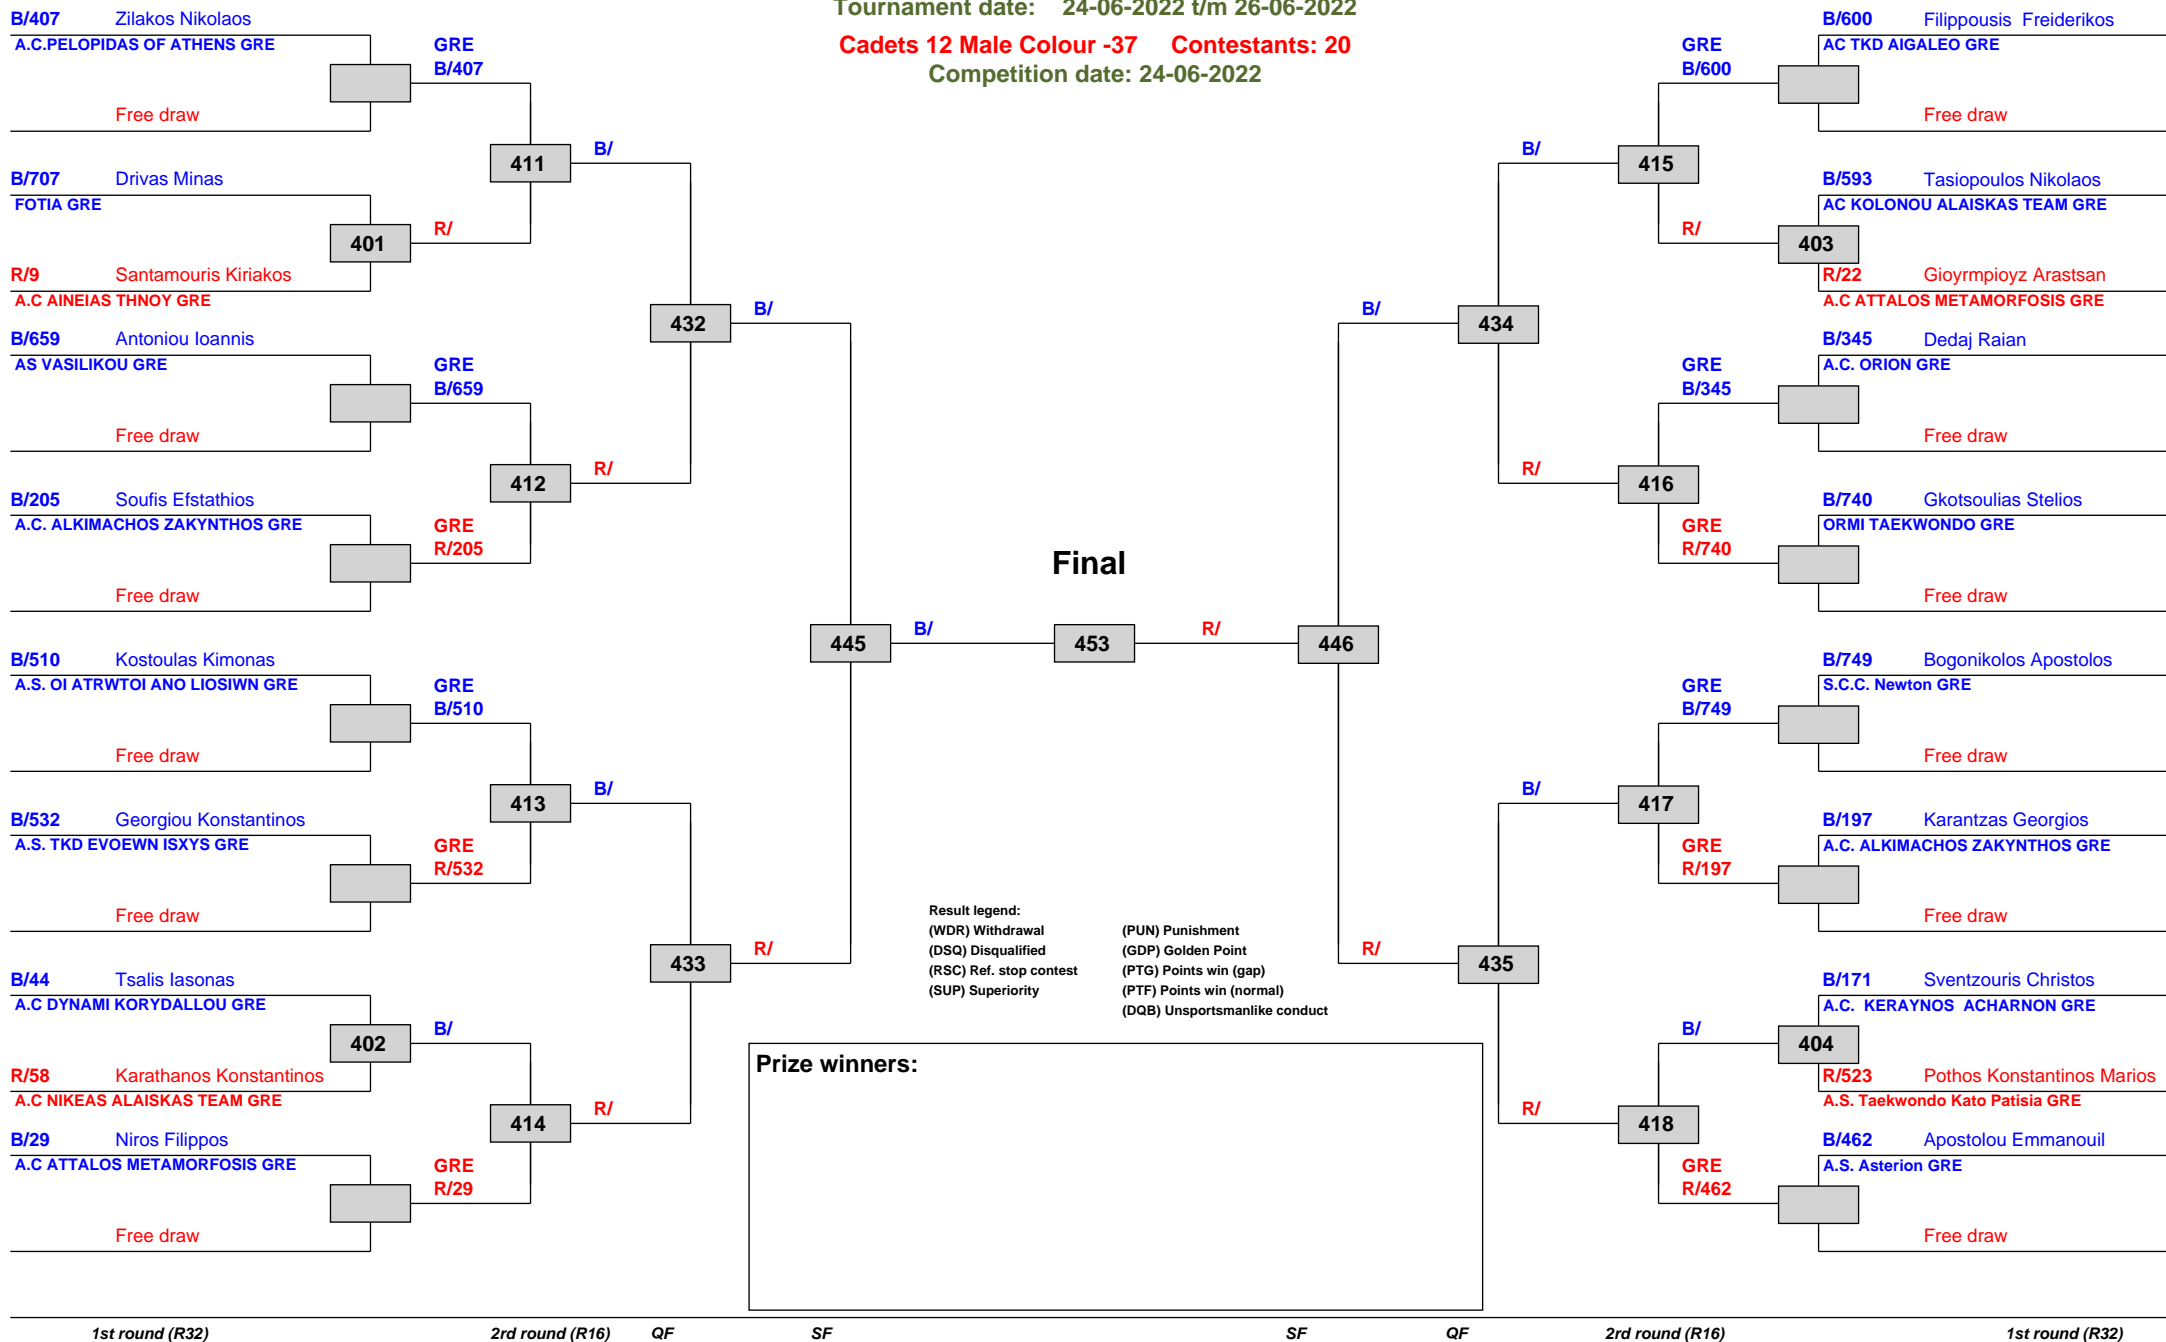 Tournament date: 24-06-2022 t/m 26-06-2022
Cadets 12 Male Colour -37 Contestants: 20
Competition date: 24-06-2022
B/407 Zilakos Nikolaos
A.C.PELOPIDAS OF ATHENS GRE
Free draw
GRE
B/407
B/707 Drivas Minas
FOTIA GRE
401
R/9 Santamouris Kiriakos
A.C AINEIAS THNOY GRE
R/
411
B/
B/659 Antoniou Ioannis
AS VASILIKOU GRE
Free draw
GRE
B/659
B/205 Soufis Efstathios
A.C. ALKIMACHOS ZAKYNTHOS GRE
Free draw
GRE
R/205
412
R/
432
B/
B/510 Kostoulas Kimonas
A.S. OI ATRWTOI ANO LIOSIWN GRE
Free draw
GRE
B/510
B/532 Georgiou Konstantinos
A.S. TKD EVOEWN ISXYS GRE
Free draw
GRE
R/532
413
B/
B/44 Tsalis Iasonas
A.C DYNAMI KORYDALLOU GRE
402
R/58 Karathanos Konstantinos
A.C NIKEAS ALAISKAS TEAM GRE
B/
B/29 Niros Filippos
A.C ATTALOS METAMORFOSIS GRE
Free draw
GRE
R/29
414
R/
433
R/
445
B/
Final
453
R/
446
B/
434
B/
415
GRE
B/600
B/600 Filippousis Freiderikos
AC TKD AIGALEO GRE
Free draw
R/
403
B/593 Tasiopoulos Nikolaos
AC KOLONOU ALAISKAS TEAM GRE
R/22 Gioyrmpioyz Arastsan
A.C ATTALOS METAMORFOSIS GRE
R/
416
GRE
B/345
B/345 Dedaj Raian
A.C. ORION GRE
Free draw
GRE
R/740
B/740 Gkotsoulias Stelios
ORMI TAEKWONDO GRE
Free draw
R/
435
B/
417
GRE
B/749
B/749 Bogonikolos Apostolos
S.C.C. Newton GRE
Free draw
GRE
R/197
B/197 Karantzas Georgios
A.C. ALKIMACHOS ZAKYNTHOS GRE
Free draw
R/
418
B/
404
B/171 Sventzouris Christos
A.C. KERAYNOS ACHARNON GRE
R/523 Pothos Konstantinos Marios
A.S. Taekwondo Kato Patisia GRE
GRE
R/462
B/462 Apostolou Emmanouil
A.S. Asterion GRE
Free draw
Result legend:
(WDR) Withdrawal (PUN) Punishment
(DSQ) Disqualified (GDP) Golden Point
(RSC) Ref. stop contest (PTG) Points win (gap)
(SUP) Superiority (PTF) Points win (normal)
(DQB) Unsportsmanlike conduct
Prize winners:
1st round (R32) 2rd round (R16) QF SF SF QF 2rd round (R16) 1st round (R32)